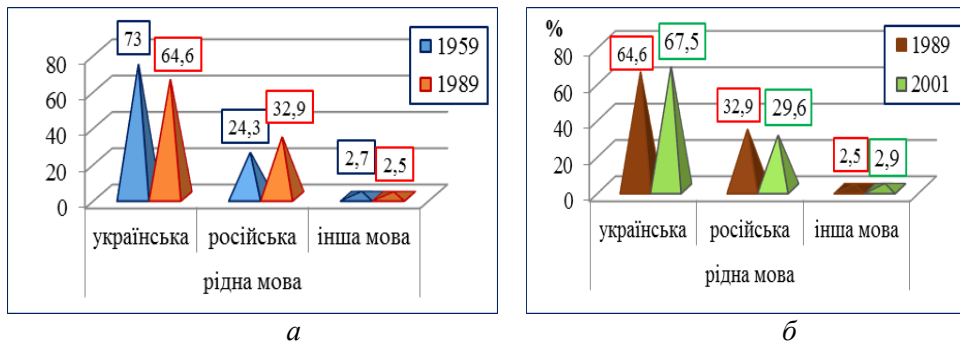 73
64,6
24,3
32,9
2,7
2,5
1959
1989
80
60
40
20
0
українська
російська
інша мова
рідна мова
а
%
64,6
67,5
32,9
29,6
2,5
2,9
1989
2001
80
60
40
20
0
українська
російська
інша мова
рідна мова
б